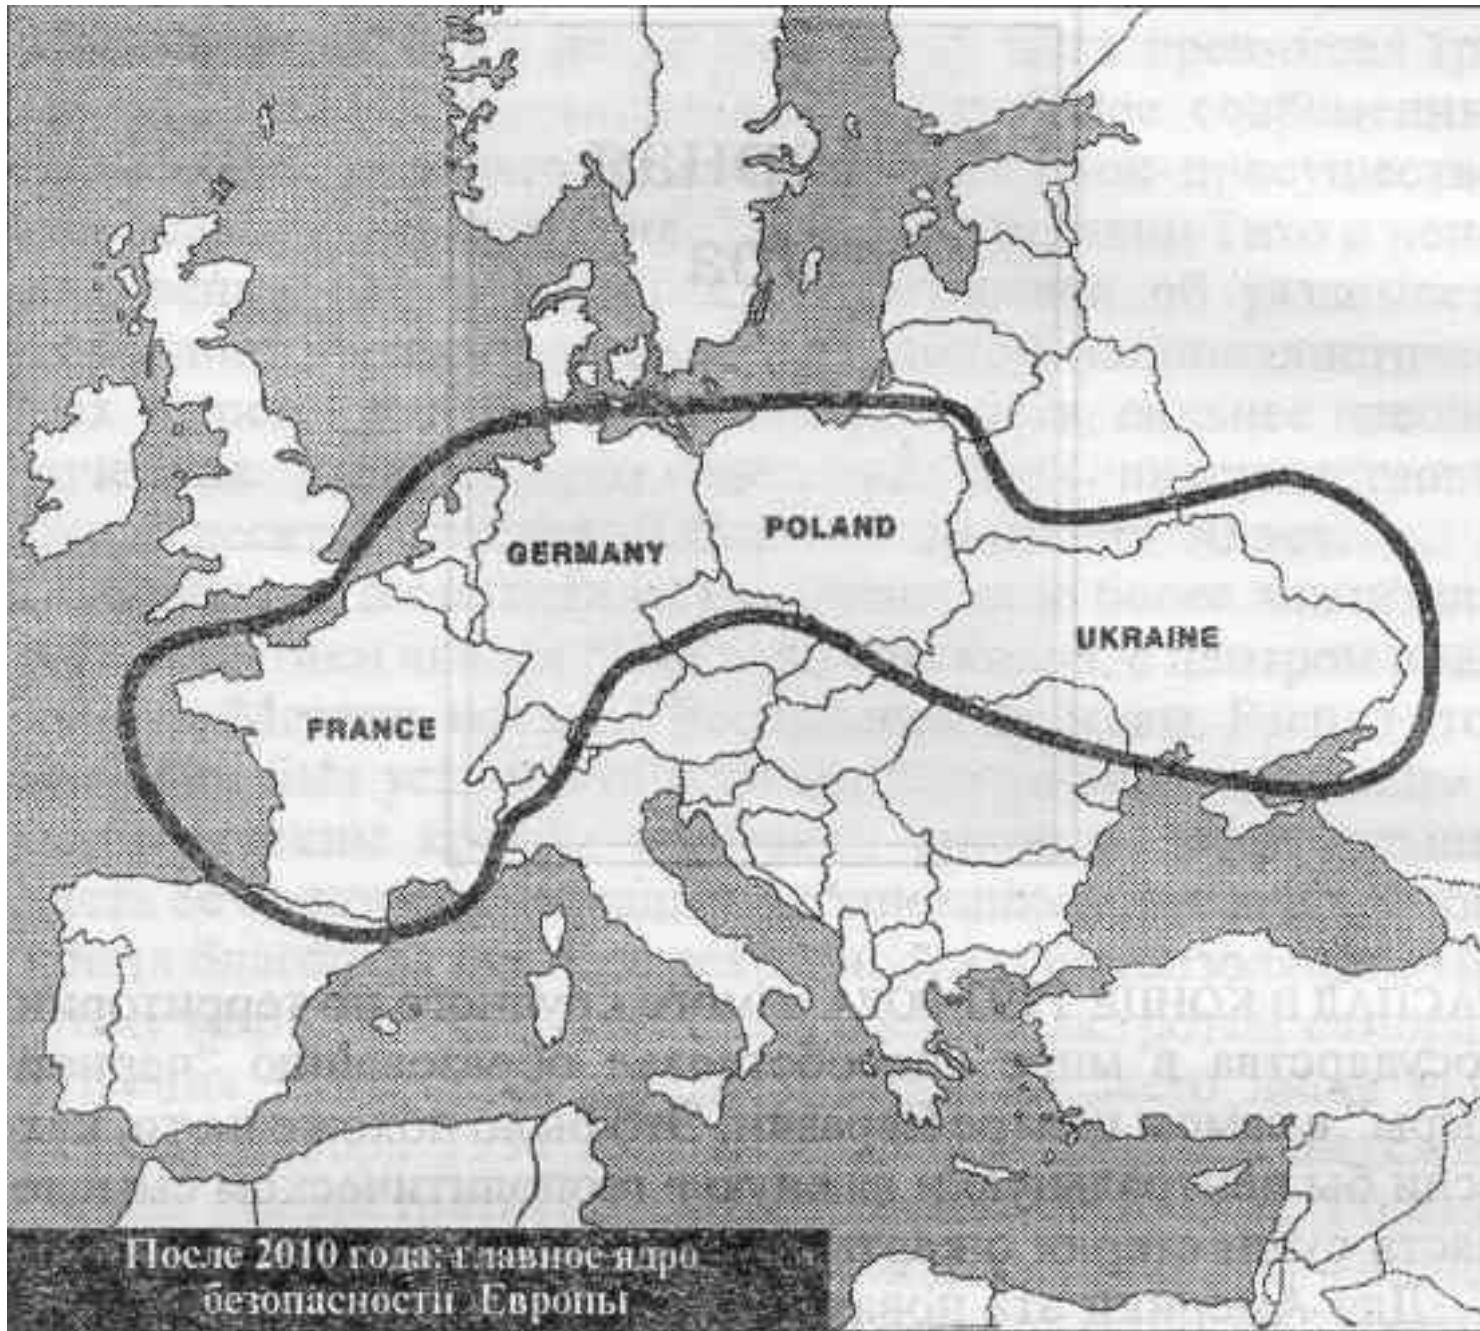 POLAND
GERMANY
UKRAINE
FRANCE
После 2010 года: главное ядро
безопасности Европы